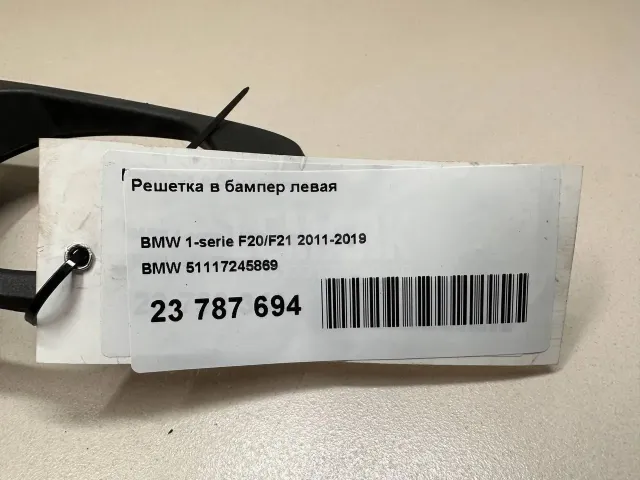 Решетка в бампер левая
BMW 1-serie F20/F21 2011-2019
BMW 51117245869
23 787 694